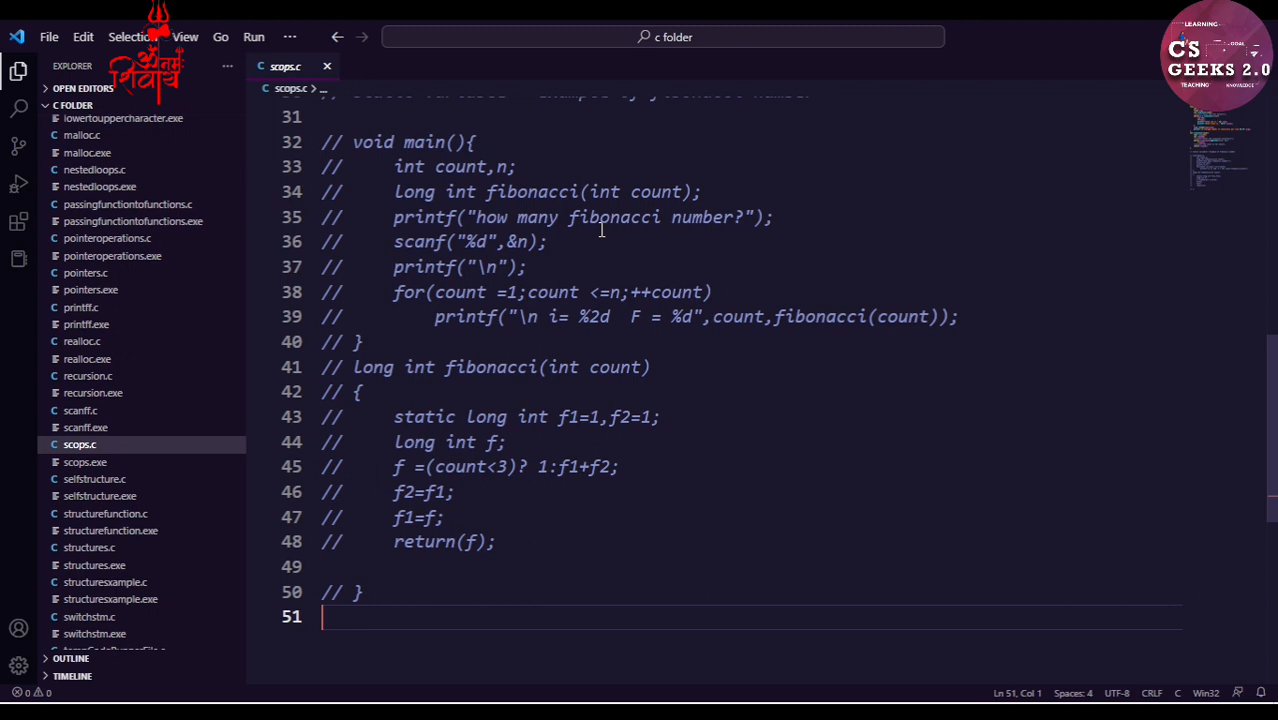 File Edit Selection View Go Run ··· c folder
LEARNING
GOAL
CS
GEEKS 2.0
TEACHING KNOWLEDGE
ॐ नमः
शिवाय
EXPLORER ···
OPEN EDITORS
C FOLDER
lowertouppercharacter.exe
malloc.c
malloc.exe
nestedloops.c
nestedloops.exe
passingfunctiontofunctions.c
passingfunctiontofunctions.exe
pointeroperations.c
pointeroperations.exe
pointers.c
pointers.exe
printff.c
printff.exe
realloc.c
realloc.exe
recursion.c
recursion.exe
scanff.c
scanff.exe
scops.c
scops.exe
selfstructure.c
selfstructure.exe
structurefunction.c
structurefunction.exe
structures.c
structures.exe
structuresxample.c
structuresxample.exe
switchstm.c
switchstm.exe
OUTLINE
TIMELINE
C scops.c
C scops.c > ...
31
32 // void main(){
33 // int count,n;
34 // long int fibonacci(int count);
35 // printf("how many fibonacci number?");
36 // scanf("%d",&n);
37 // printf("\n");
38 // for(count =1;count <=n;++count)
39 // printf("\n i= %2d F = %d",count,fibonacci(count));
40 // }
41 // long int fibonacci(int count)
42 // {
43 // static long int f1=1,f2=1;
44 // long int f;
45 // f =(count<3)? 1:f1+f2;
46 // f2=f1;
47 // f1=f;
48 // return(f);
49
50 // }
51
0 0 Ln 51, Col 1 Spaces: 4 UTF-8 CRLF C Win32